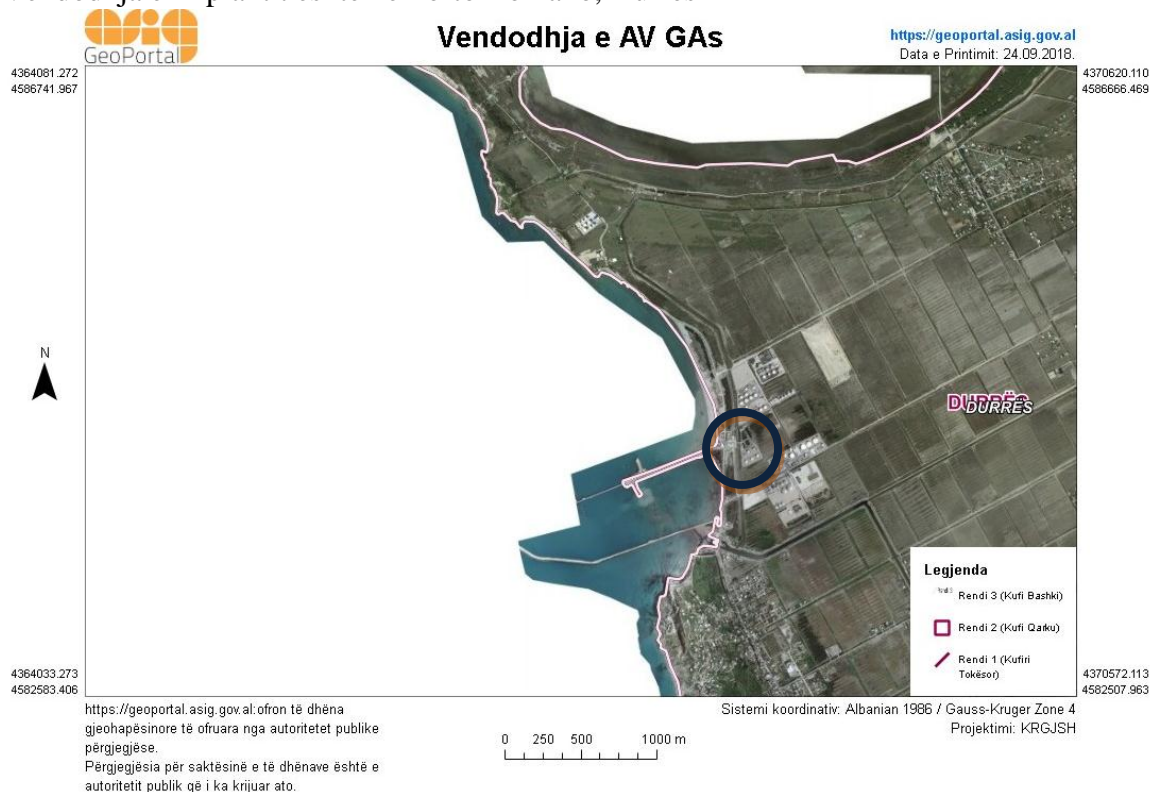 asig
GeoPortal
Vendodhja e AV GAs
https://geoportal.asig.gov.al
Data e Printimit: 24.09.2018.
4364081.272
4586741.967
4370620.110
4586666.469
N
DURRËS
DURRËS
Legjenda
Rendi 3 (Kufi Bashki)
Rendi 2 (Kufi Qarku)
Rendi 1 (Kufiri
Tokësor)
4364033.273
4582583.406
4370572.113
4582507.963
https://geoportal.asig.gov.al:ofron të dhëna
gjeohapësinore të ofruara nga autoritetet publike
përgjegjëse.
Përgjegjësia për saktësinë e të dhënave është e
autoritetit publik që i ka krijuar ato.
0 250 500 1000 m
Sistemi koordinativ: Albanian 1986 / Gauss-Kruger Zone 4
Projektimi: KRGJSH